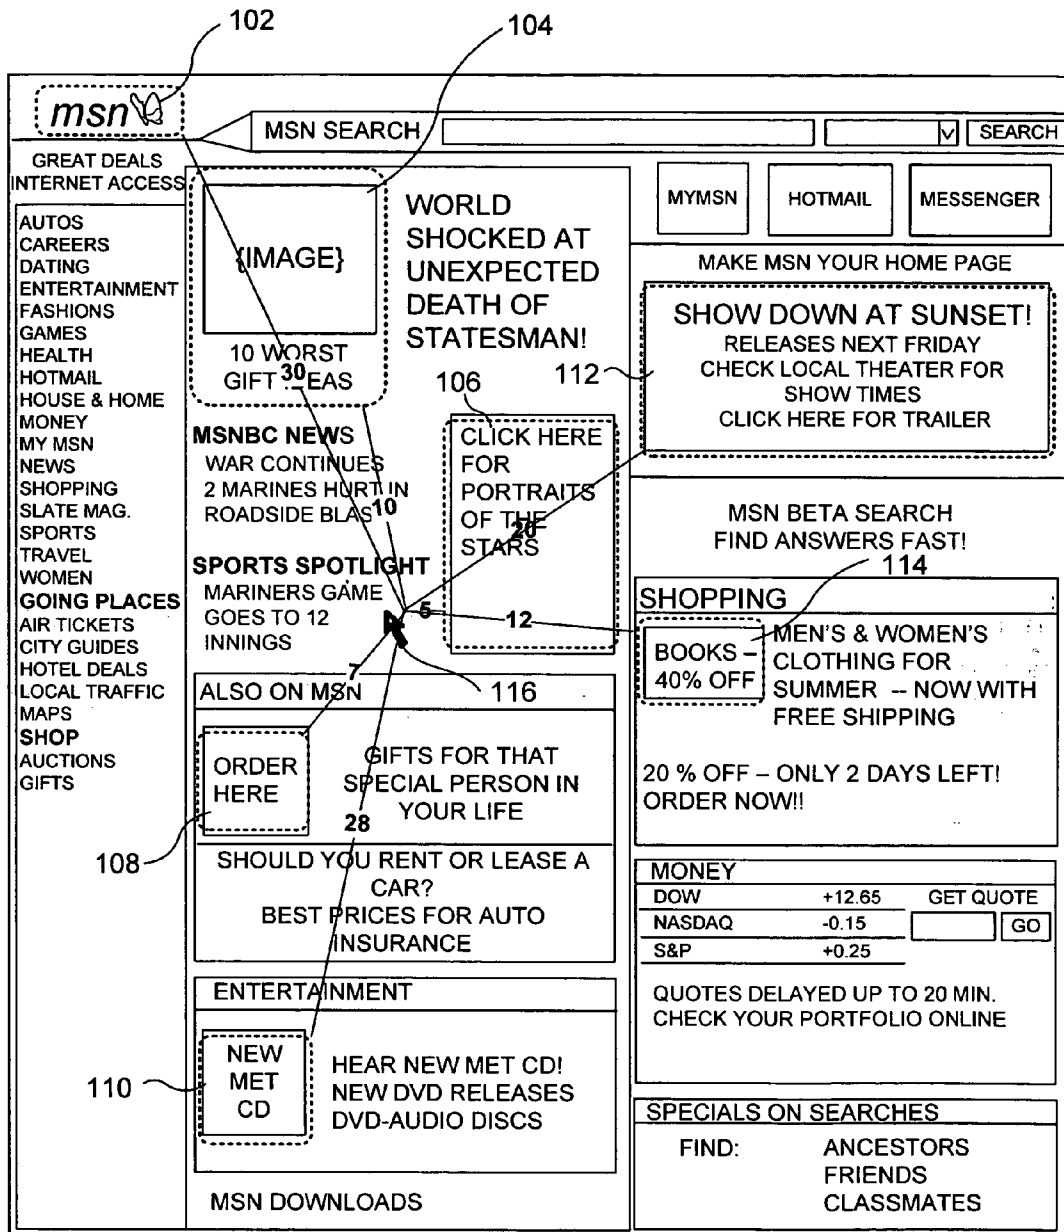 102
104
msn
MSN SEARCH
SEARCH
GREAT DEALS
INTERNET ACCESS
AUTOS
CAREERS
DATING
ENTERTAINMENT
FASHIONS
GAMES
HEALTH
HOTMAIL
HOUSE & HOME
MONEY
MY MSN
NEWS
SHOPPING
SLATE MAG.
SPORTS
TRAVEL
WOMEN
GOING PLACES
AIR TICKETS
CITY GUIDES
HOTEL DEALS
LOCAL TRAFFIC
MAPS
SHOP
AUCTIONS
GIFTS
{IMAGE}
10 WORST
GIFT IDEAS
30
WORLD
SHOCKED AT
UNEXPECTED
DEATH OF
STATESMAN!
106
MSNBC NEWS
WAR CONTINUES
2 MARINES HURT IN
ROADSIDE BLAST
10
CLICK HERE
FOR
PORTRAITS
OF THE
STARS
20
SPORTS SPOTLIGHT
MARINERS GAME
GOES TO 12
INNINGS
5
12
7
116
ALSO ON MSN
ORDER
HERE
GIFTS FOR THAT
SPECIAL PERSON IN
YOUR LIFE
28
108
SHOULD YOU RENT OR LEASE A
CAR?
BEST PRICES FOR AUTO
INSURANCE
ENTERTAINMENT
NEW
MET
CD
110
HEAR NEW MET CD!
NEW DVD RELEASES
DVD-AUDIO DISCS
MSN DOWNLOADS
MYMSN
HOTMAIL
MESSENGER
MAKE MSN YOUR HOME PAGE
SHOW DOWN AT SUNSET!
RELEASES NEXT FRIDAY
CHECK LOCAL THEATER FOR
SHOW TIMES
CLICK HERE FOR TRAILER
112
MSN BETA SEARCH
FIND ANSWERS FAST!
114
SHOPPING
BOOKS –
40% OFF
MEN'S & WOMEN'S
CLOTHING FOR
SUMMER -- NOW WITH
FREE SHIPPING
20 % OFF – ONLY 2 DAYS LEFT!
ORDER NOW!!
MONEY
DOW +12.65 GET QUOTE
NASDAQ -0.15 GO
S&P +0.25
QUOTES DELAYED UP TO 20 MIN.
CHECK YOUR PORTFOLIO ONLINE
SPECIALS ON SEARCHES
FIND: ANCESTORS
FRIENDS
CLASSMATES